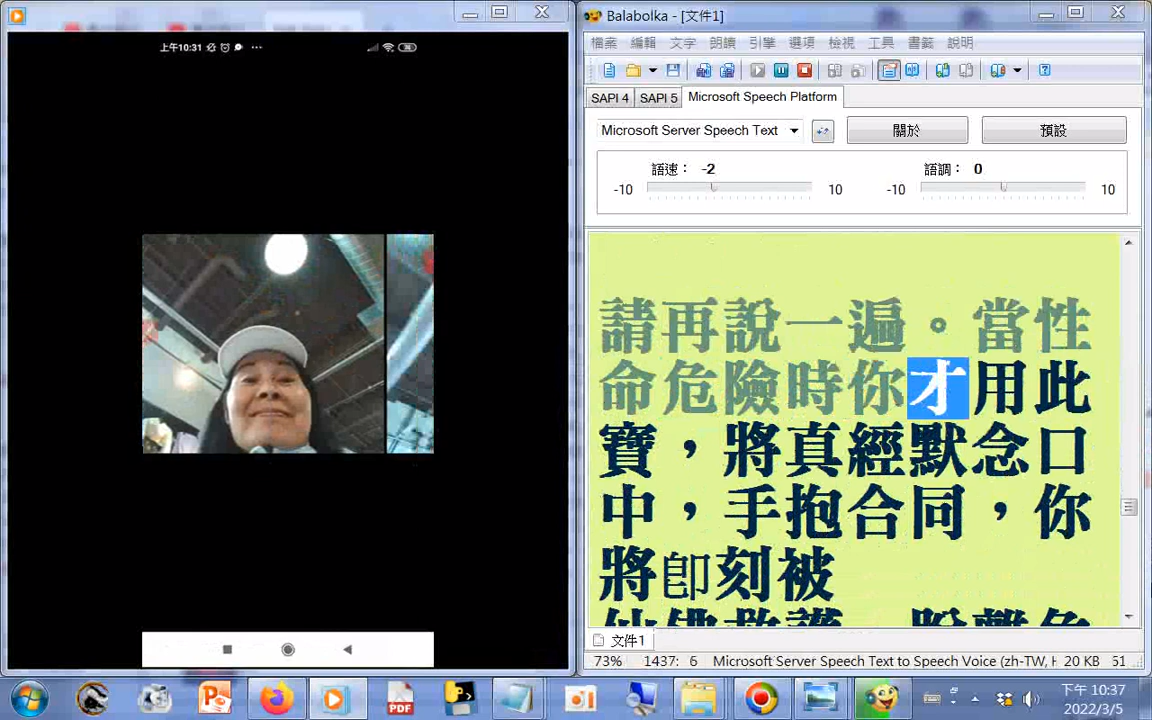 上午10:31
Balabolka - [文件1]
檔案 編輯 文字 朗讀 引擎 選項 檢視 工具 書籤 說明
SAPI 4 SAPI 5 Microsoft Speech Platform
Microsoft Server Speech Text 關於 預設
語速： -2 語調： 0
-10 10 -10 10
請再說一遍。當性
命危險時你才用此
寶，將真經默念口
中，手抱合同，你
將即刻被
文件1
73% 1437: 6 Microsoft Server Speech Text to Speech Voice (zh-TW, H 20 KB 51
PDF
下午 10:37
2022/3/5